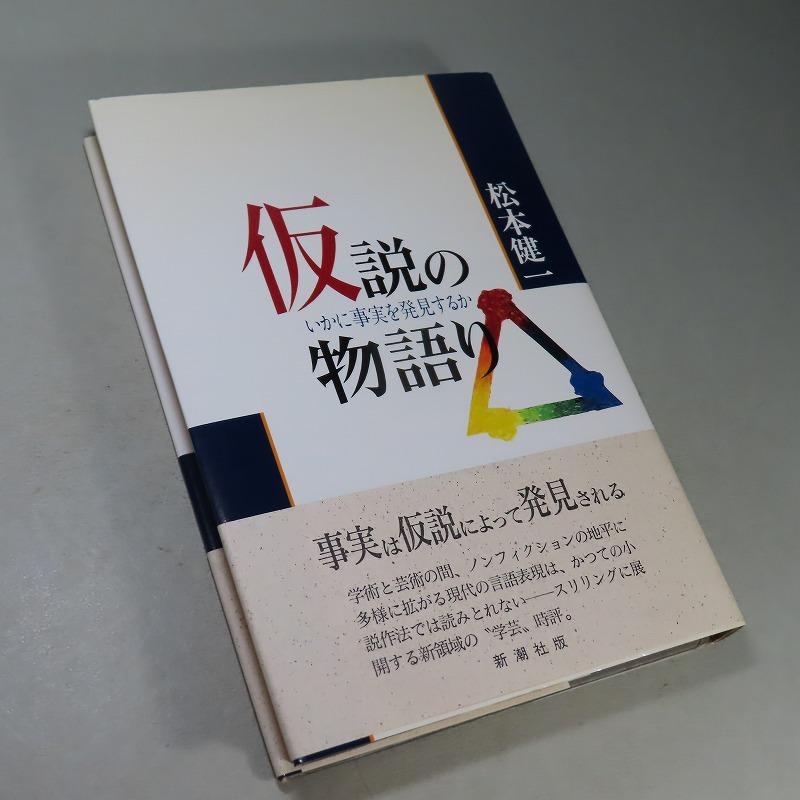 松本健一
仮説の
いかに事実を発見するか
物語り
事実は仮説によって発見される
学術と芸術の間、ノンフィクションの地平に
多様に拡がる現代の言語表現は、かつての小
説作法では読みとれない──スリリングに展
開する新領域の〝学芸〟時評。
新潮社版